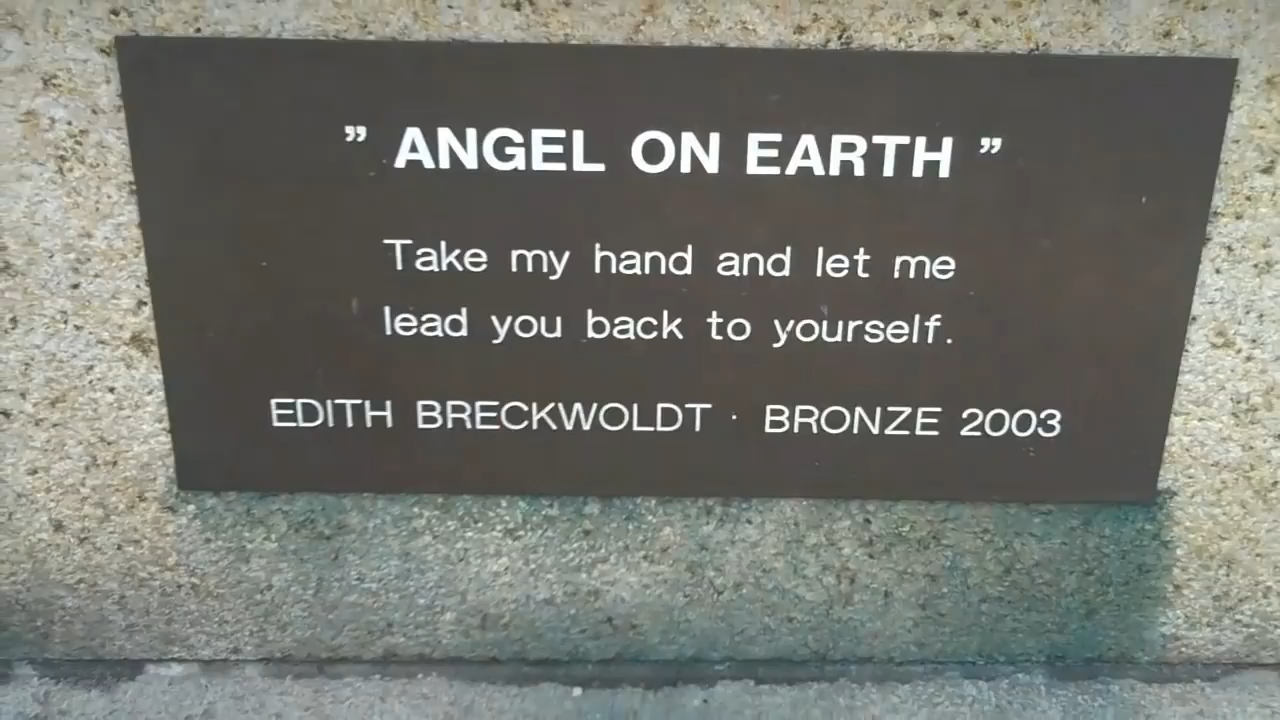 ” ANGEL ON EARTH ”
Take my hand and let me
lead you back to yourself.
EDITH BRECKWOLDT · BRONZE 2003